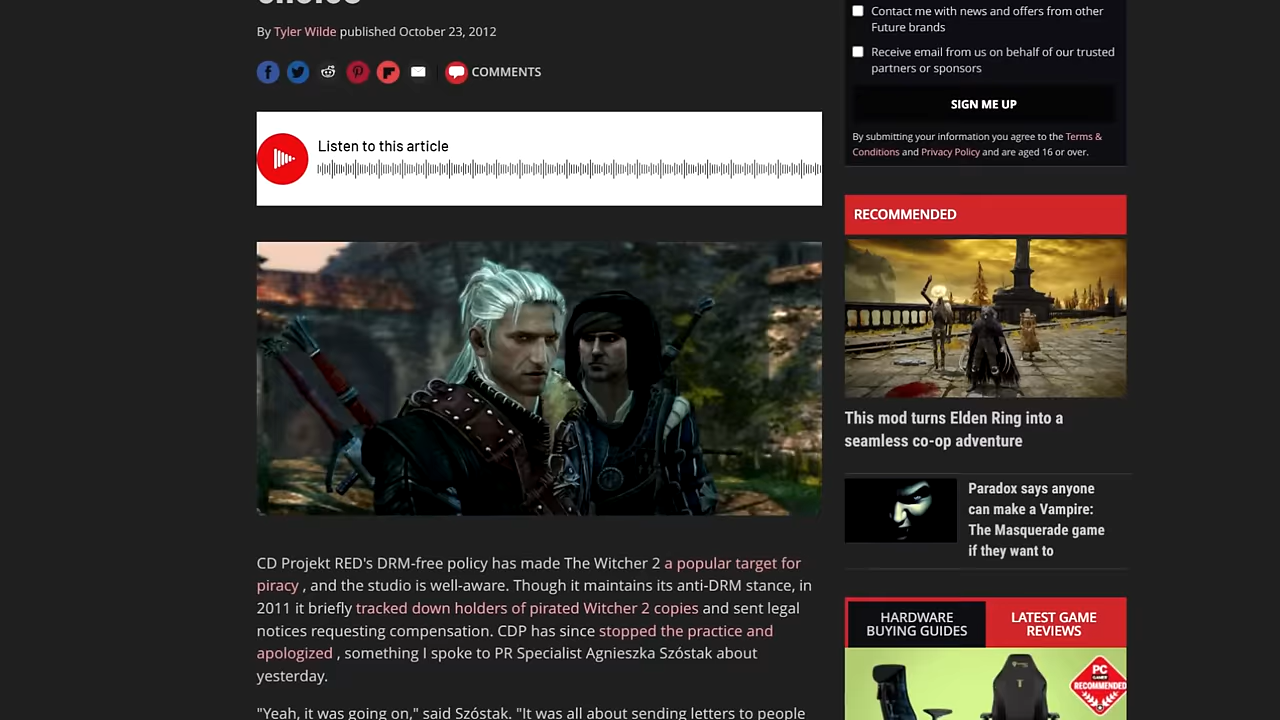 By Tyler Wilde published October 23, 2012
COMMENTS
Listen to this article
CD Projekt RED's DRM-free policy has made The Witcher 2 a popular target for
piracy , and the studio is well-aware. Though it maintains its anti-DRM stance, in
2011 it briefly tracked down holders of pirated Witcher 2 copies and sent legal
notices requesting compensation. CDP has since stopped the practice and
apologized , something I spoke to PR Specialist Agnieszka Szóstak about
yesterday.
"Yeah, it was going on," said Szóstak. "It was all about sending letters to people
Contact me with news and offers from other
Future brands
Receive email from us on behalf of our trusted
partners or sponsors
SIGN ME UP
By submitting your information you agree to the Terms &
Conditions and Privacy Policy and are aged 16 or over.
RECOMMENDED
This mod turns Elden Ring into a
seamless co-op adventure
Paradox says anyone
can make a Vampire:
The Masquerade game
if they want to
HARDWARE
BUYING GUIDES
LATEST GAME
REVIEWS
PC
GAMER
RECOMMENDED